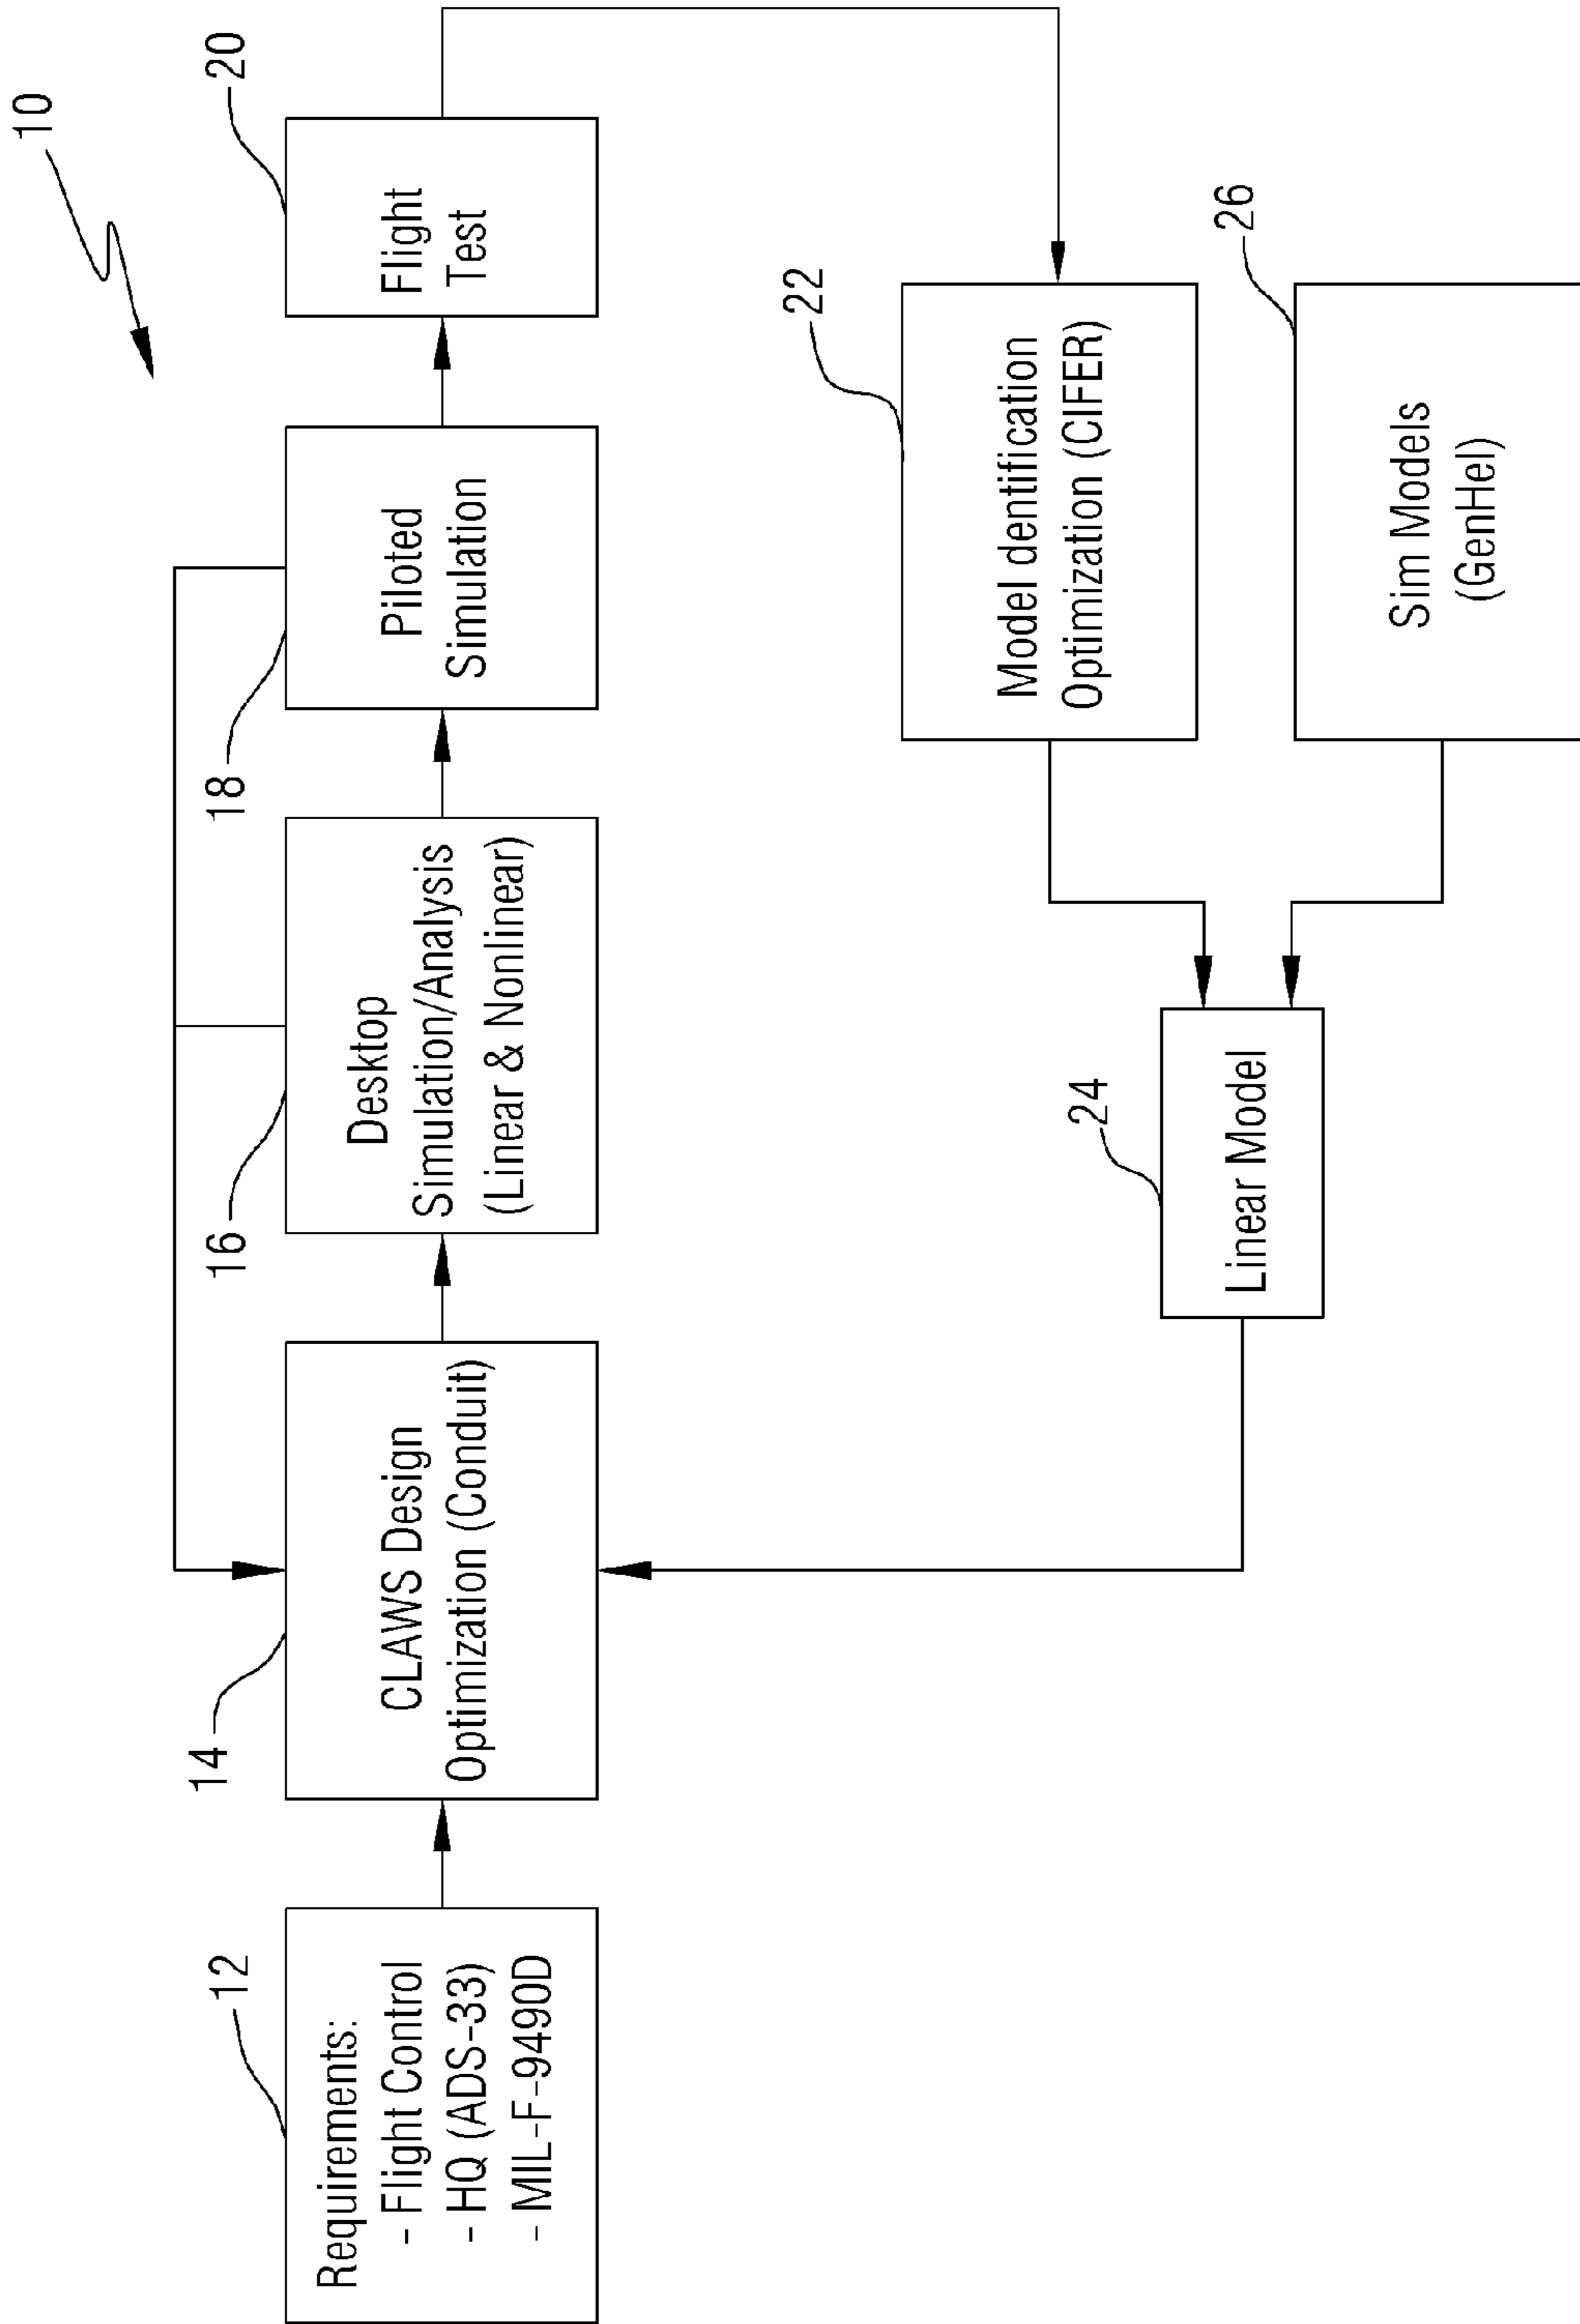 10
12
Requirements:
- Flight Control
- HQ (ADS-33)
- MIL-F-9490D
14
CLAWS Design
Optimization (Conduit)
16
Desktop
Simulation/Analysis
(Linear & Nonlinear)
18
Piloted
Simulation
20
Flight
Test
22
Model dentification
Optimization (CIFER)
24
Linear Model
26
Sim Models
(GenHel)